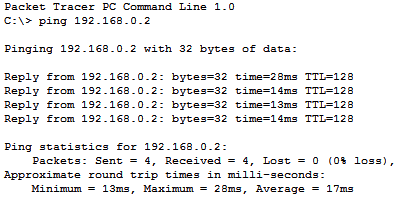 Packet Tracer PC Command Line 1.0
C:\> ping 192.168.0.2
Pinging 192.168.0.2 with 32 bytes of data:
Reply from 192.168.0.2: bytes=32 time=28ms TTL=128
Reply from 192.168.0.2: bytes=32 time=14ms TTL=128
Reply from 192.168.0.2: bytes=32 time=13ms TTL=128
Reply from 192.168.0.2: bytes=32 time=14ms TTL=128
Ping statistics for 192.168.0.2:
Packets: Sent = 4, Received = 4, Lost = 0 (0% loss),
Approximate round trip times in milli-seconds:
Minimum = 13ms, Maximum = 28ms, Average = 17ms